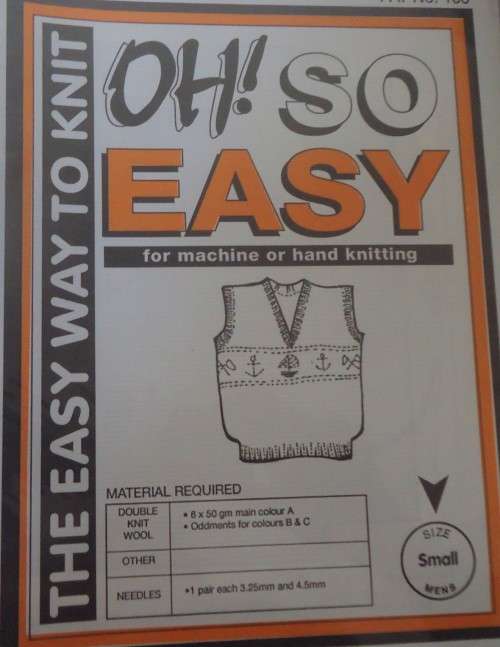 THE EASY WAY TO KNIT
OH! SO
EASY
for machine or hand knitting
MATERIAL REQUIRED
DOUBLE
KNIT
WOOL
• 6 x 50 gm main colour A
• Oddments for colours B & C
OTHER
NEEDLES
•1 pair each 3.25mm and 4.5mm
SIZE
Small
MENS